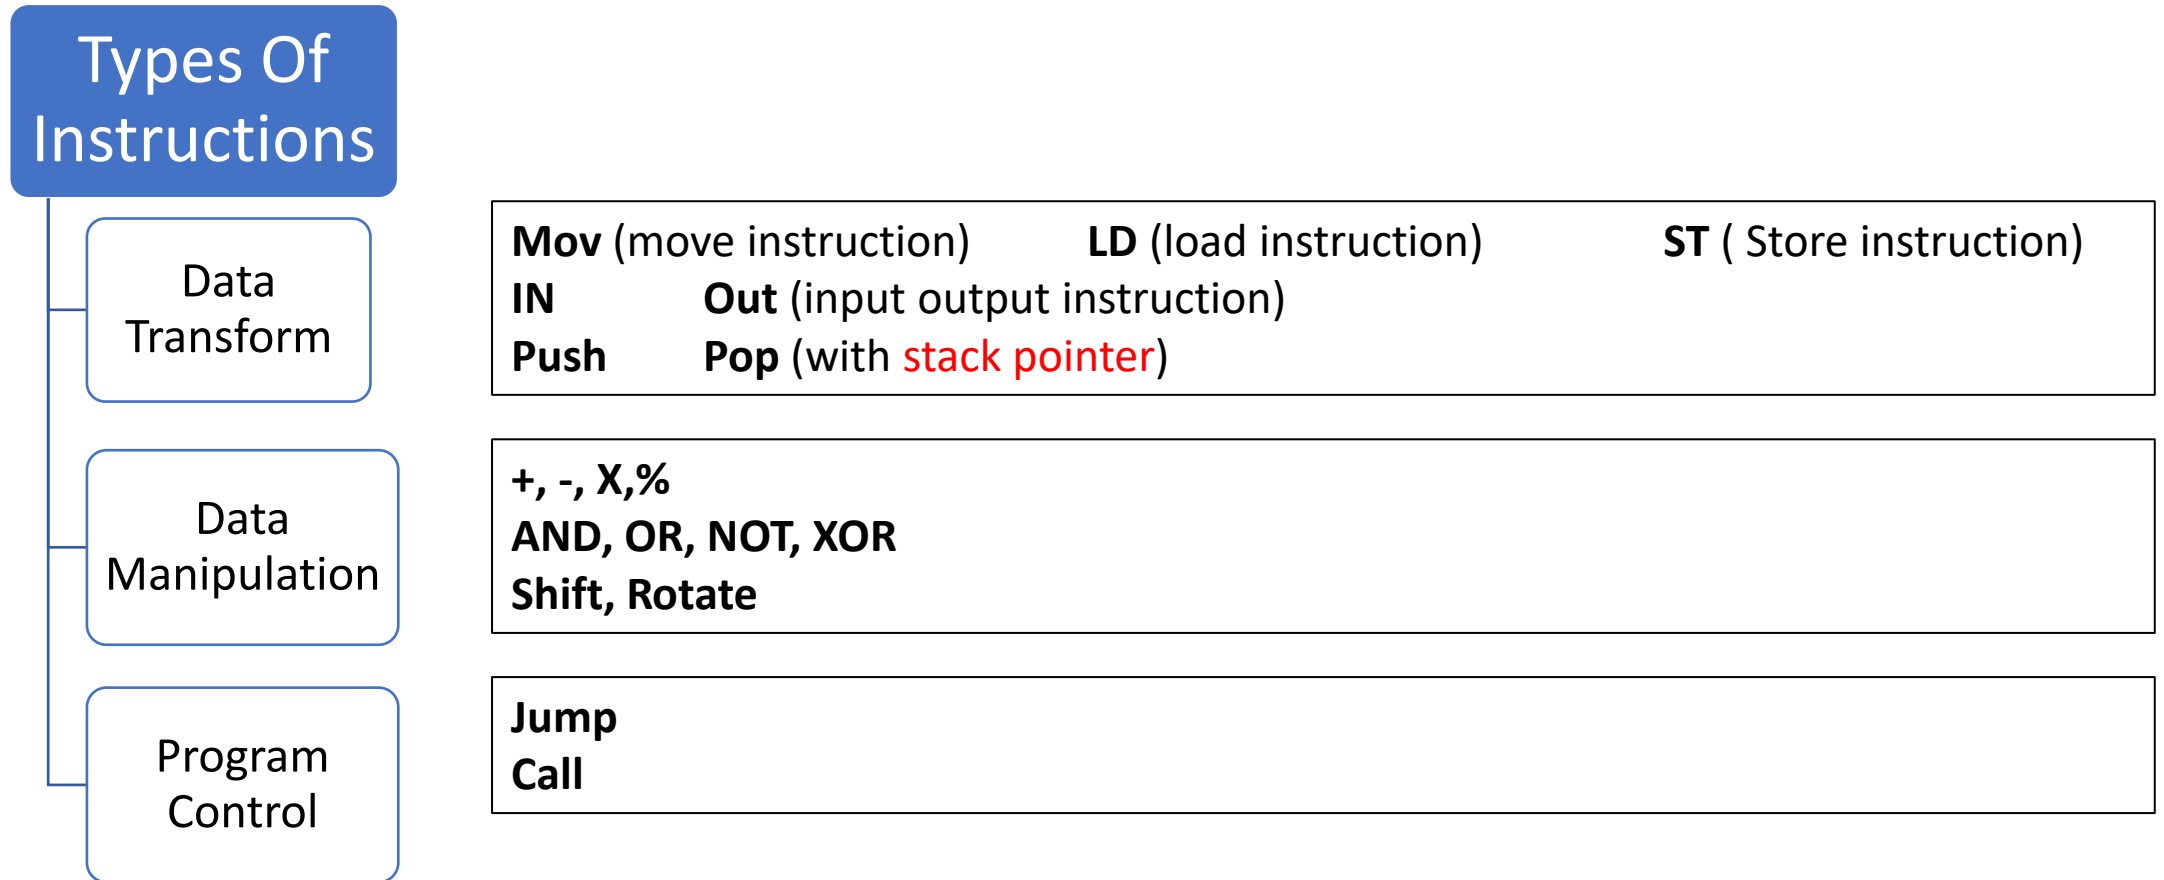 Types Of
Instructions
Data
Transform
Mov (move instruction) LD (load instruction) ST ( Store instruction)
IN Out (input output instruction)
Push Pop (with stack pointer)
Data
Manipulation
+, -, X,%
AND, OR, NOT, XOR
Shift, Rotate
Program
Control
Jump
Call